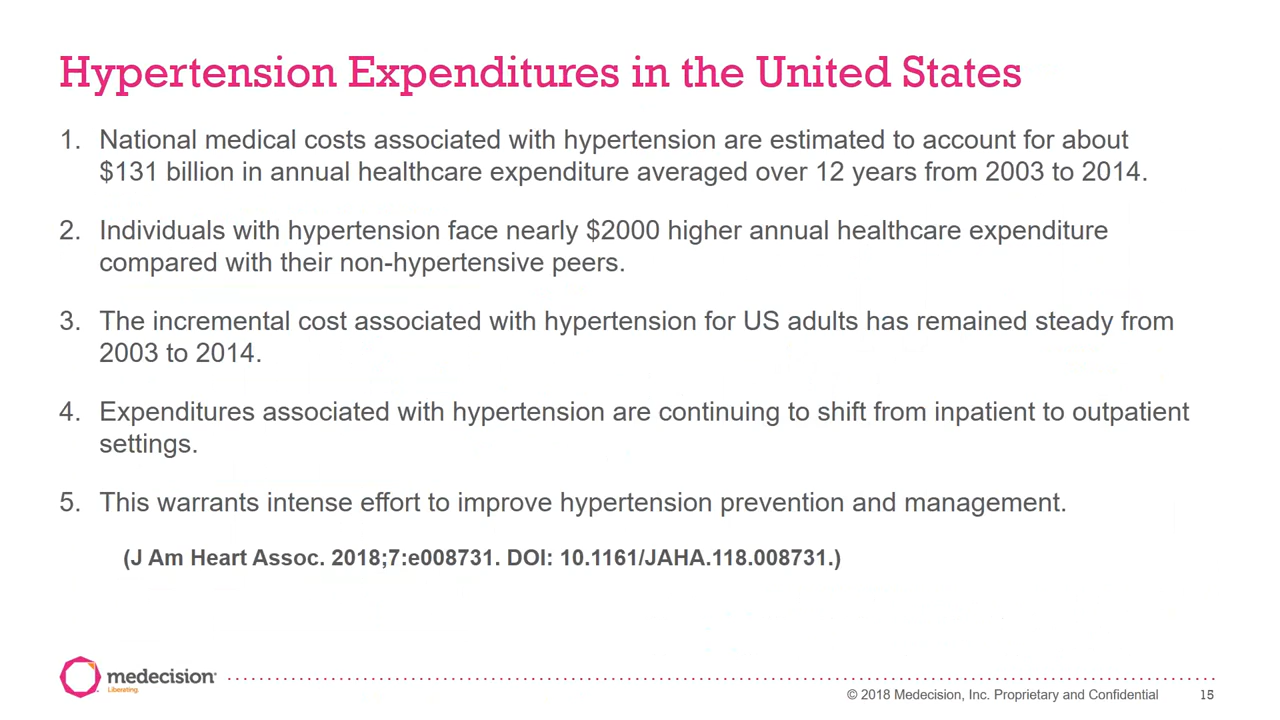 Hypertension Expenditures in the United States
1. National medical costs associated with hypertension are estimated to account for about
$131 billion in annual healthcare expenditure averaged over 12 years from 2003 to 2014.
2. Individuals with hypertension face nearly $2000 higher annual healthcare expenditure
compared with their non-hypertensive peers.
3. The incremental cost associated with hypertension for US adults has remained steady from
2003 to 2014.
4. Expenditures associated with hypertension are continuing to shift from inpatient to outpatient
settings.
5. This warrants intense effort to improve hypertension prevention and management.
(J Am Heart Assoc. 2018;7:e008731. DOI: 10.1161/JAHA.118.008731.)
medecision
Liberating.
© 2018 Medecision, Inc. Proprietary and Confidential 15